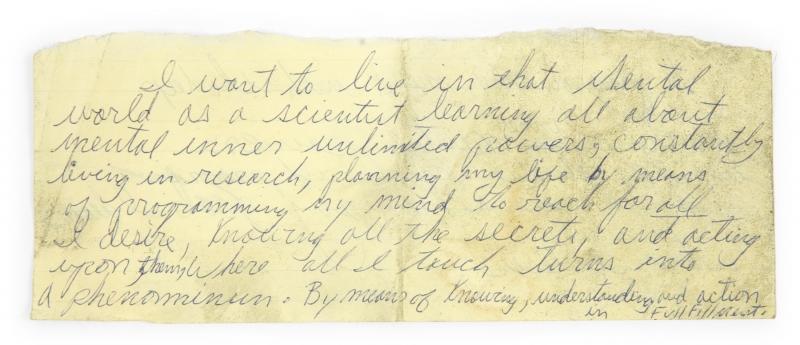 I want to live in that Mental
world as a scientist learning all about
mental inner unlimited powers, constantly
living in research, planning my life by means
of programming my mind to reach for all
I desire, Knowing all the secrets, and acting
upon them, Where all I touch turns into
a phenominun. By means of Knowing, understanding, and action
in Full Fillment.